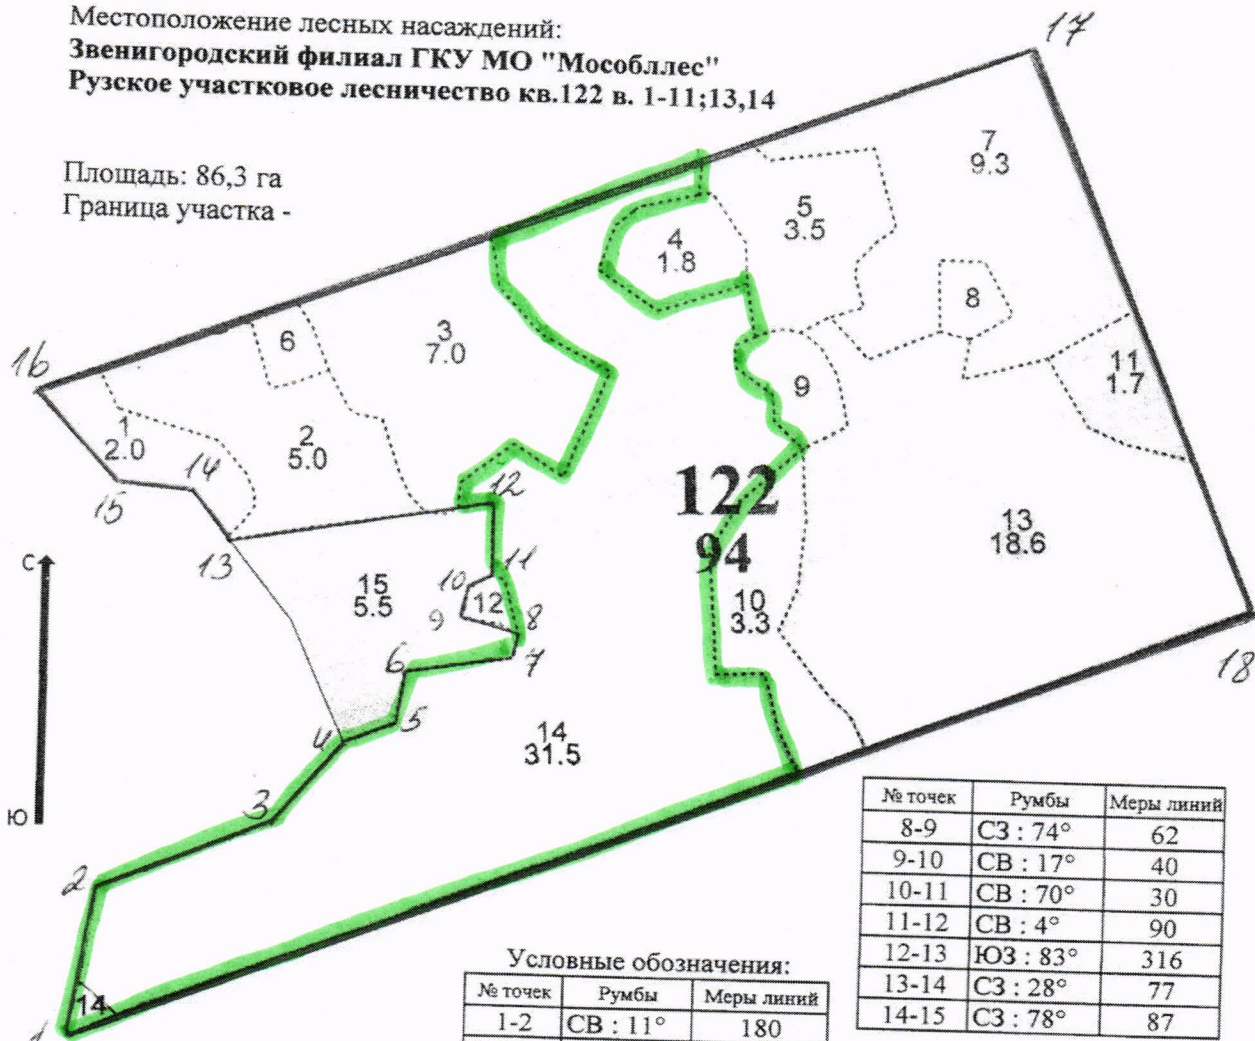 Местоположение лесных насаждений:
Звенигородский филиал ГКУ МО "Мособллес"
Рузское участковое лесничество кв.122 в. 1-11;13,14
Площадь: 86,3 га
Граница участка -
17
7
9.3
5
3.5
4
1.8
8
6
3
7.0
16
11
1.7
9
1
2.0
2
5.0
14
15
12
122
94
13
18.6
13
С
11
15
5.5
10
12
9
8
10
3.3
6
7
18
5
4
14
31.5
3
Ю
2
14
1
№ точек Румбы Меры линий
8-9 СЗ : 74° 62
9-10 СВ : 17° 40
10-11 СВ : 70° 30
11-12 СВ : 4° 90
12-13 ЮЗ : 83° 316
13-14 СЗ : 28° 77
14-15 СЗ : 78° 87
Условные обозначения:
№ точек Румбы Меры линий
1-2 СВ : 11° 180